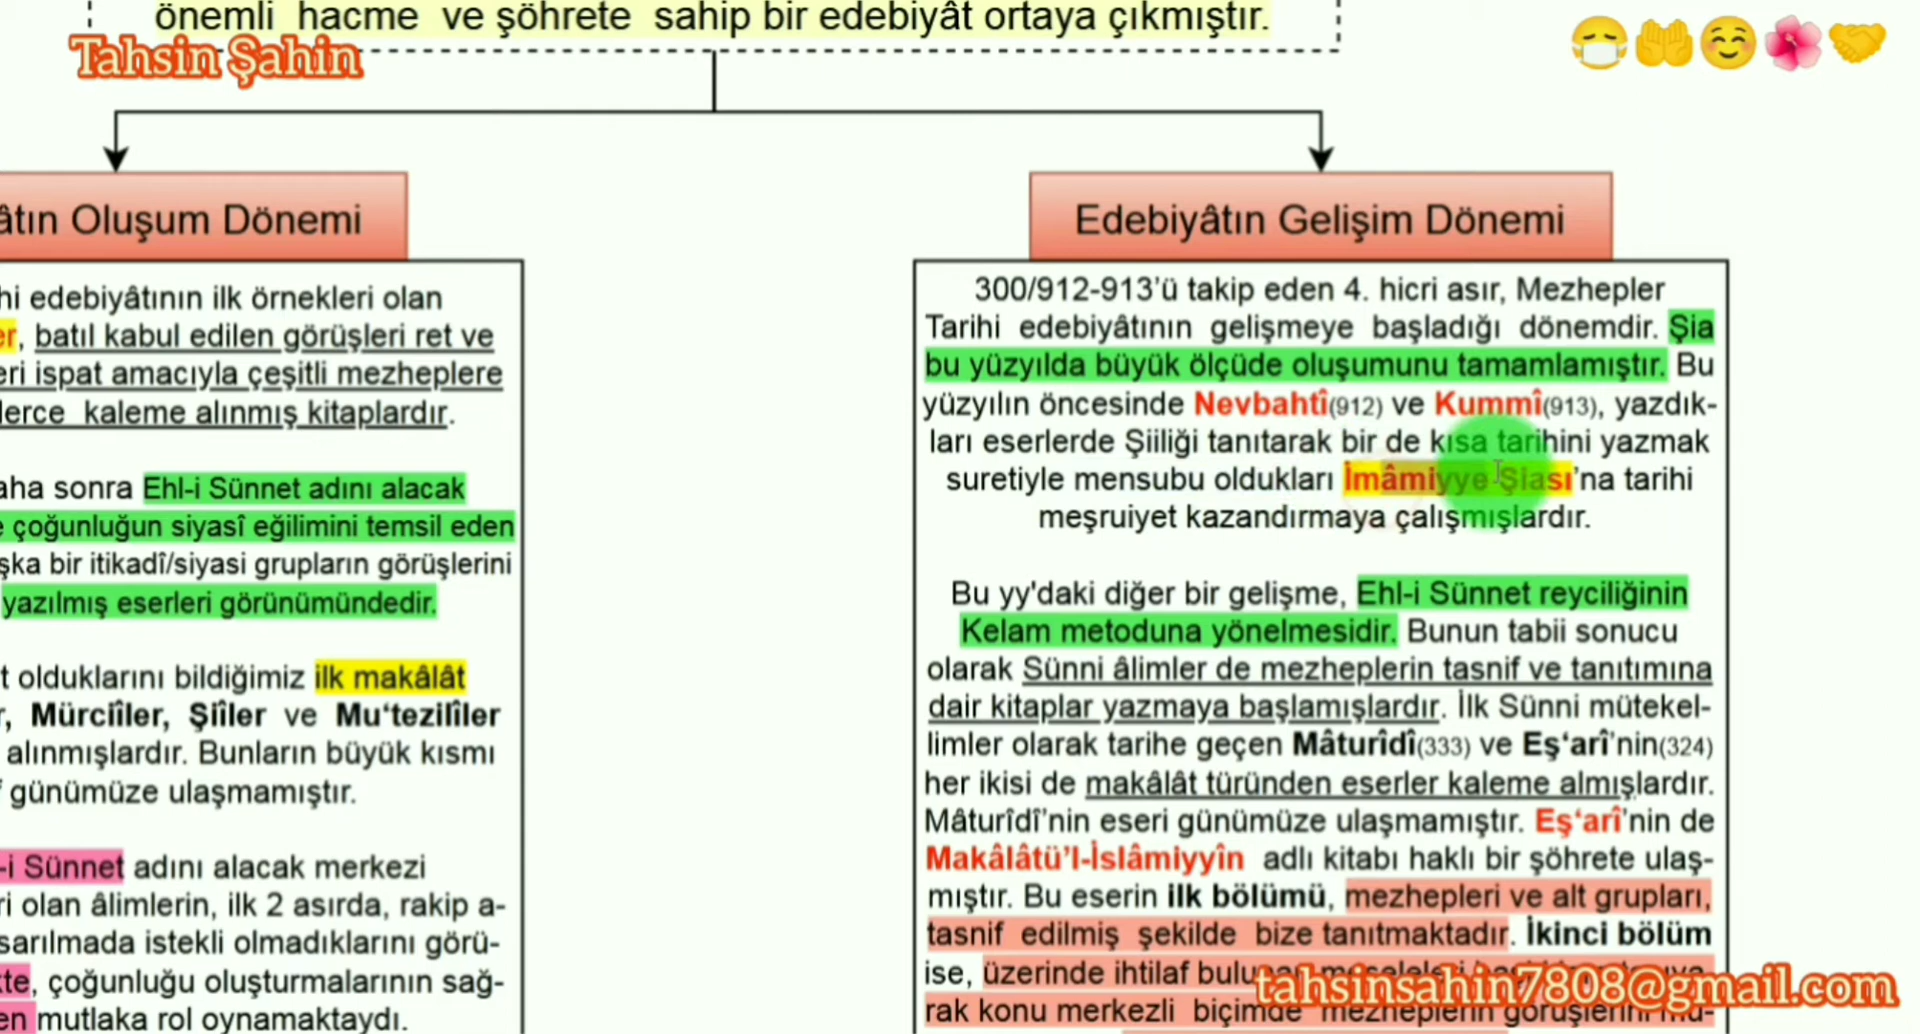 önemli hacme ve şöhrete sahip bir edebiyât ortaya çıkmıştır.
Tahsin Şahin
âtın Oluşum Dönemi
hi edebiyâtının ilk örnekleri olan
er, batıl kabul edilen görüşleri ret ve
eri ispat amacıyla çeşitli mezheplere
lerce kaleme alınmış kitaplardır.
aha sonra Ehl-i Sünnet adını alacak
e çoğunluğun siyasî eğilimini temsil eden
şka bir itikadî/siyasi grupların görüşlerini
yazılmış eserleri görünümündedir.
t olduklarını bildiğimiz ilk makâlât
r, Mürciîler, Şiîler ve Mu‘tezilîler
alınmışlardır. Bunların büyük kısmı
f günümüze ulaşmamıştır.
-i Sünnet adını alacak merkezi
ri olan âlimlerin, ilk 2 asırda, rakip a-
sarılmada istekli olmadıklarını görü-
kte, çoğunluğu oluşturmalarının sağ-
en mutlaka rol oynamaktaydı.
Edebiyâtın Gelişim Dönemi
300/912-913’ü takip eden 4. hicri asır, Mezhepler
Tarihi edebiyâtının gelişmeye başladığı dönemdir. Şia
bu yüzyılda büyük ölçüde oluşumunu tamamlamıştır. Bu
yüzyılın öncesinde Nevbahtî(912) ve Kummî(913), yazdık-
ları eserlerde Şiiliği tanıtarak bir de kısa tarihini yazmak
suretiyle mensubu oldukları İmâmiyye Şîası’na tarihi
meşruiyet kazandırmaya çalışmışlardır.
Bu yy'daki diğer bir gelişme, Ehl-i Sünnet reyciliğinin
Kelam metoduna yönelmesidir. Bunun tabii sonucu
olarak Sünni âlimler de mezheplerin tasnif ve tanıtımına
dair kitaplar yazmaya başlamışlardır. İlk Sünni mütekel-
limler olarak tarihe geçen Mâturîdî(333) ve Eş‘arî’nin(324)
her ikisi de makâlât türünden eserler kaleme almışlardır.
Mâturîdî’nin eseri günümüze ulaşmamıştır. Eş‘arî’nin de
Makâlâtü’l-İslâmiyyîn adlı kitabı haklı bir şöhrete ulaş-
mıştır. Bu eserin ilk bölümü, mezhepleri ve alt grupları,
tasnif edilmiş şekilde bize tanıtmaktadır. İkinci bölüm
ise, üzerinde ihtilaf
tahsinsahin7808@gmail.com
rak konu merkezli biçimde mezheplerin görüşlerini